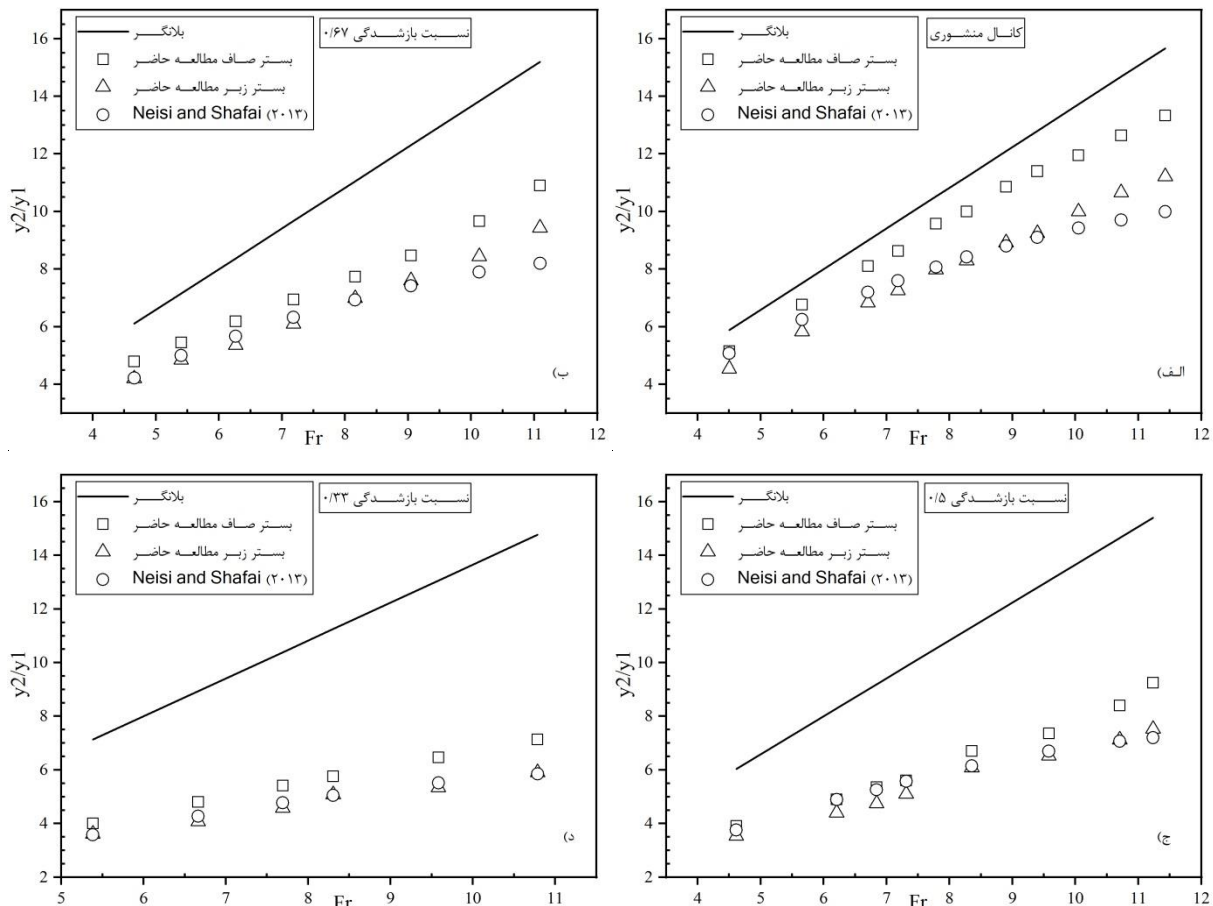 نسبت بازشدگی ۰/۶۷
بلانگر
بستر صاف مطالعه حاضر
بستر زبر مطالعه حاضر
Neisi and Shafai (۲۰۱۳)
y2/y1
16
14
12
10
8
6
4
ب)
4 5 6 7 8 9 10 11 12
Fr
کانال منشوری
بلانگر
بستر صاف مطالعه حاضر
بستر زبر مطالعه حاضر
Neisi and Shafai (۲۰۱۳)
y2/y1
16
14
12
10
8
6
4
الف)
4 5 6 7 8 9 10 11 12
Fr
نسبت بازشدگی ۰/۳۳
بلانگر
بستر صاف مطالعه حاضر
بستر زبر مطالعه حاضر
Neisi and Shafai (۲۰۱۳)
y2/y1
16
14
12
10
8
6
4
2
د)
5 6 7 8 9 10 11
Fr
نسبت بازشدگی ۰/۵
بلانگر
بستر صاف مطالعه حاضر
بستر زبر مطالعه حاضر
Neisi and Shafai (۲۰۱۳)
y2/y1
16
14
12
10
8
6
4
2
ج)
4 5 6 7 8 9 10 11 12
Fr